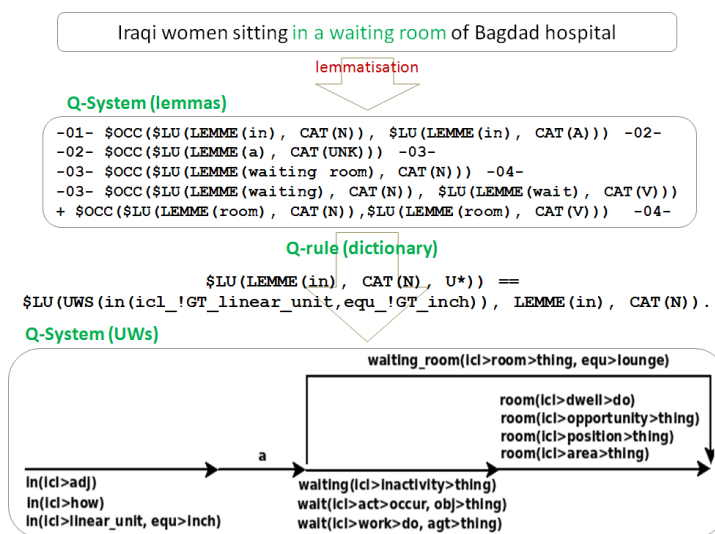 Iraqi women sitting in a waiting room of Bagdad hospital
lemmatisation
Q-System (lemmas)
-01- $OCC($LU(LEMME(in), CAT(N)), $LU(LEMME(in), CAT(A))) -02-
-02- $OCC($LU(LEMME(a), CAT(UNK))) -03-
-03- $OCC($LU(LEMME(waiting room), CAT(N))) -04-
-03- $OCC($LU(LEMME(waiting), CAT(N)), $LU(LEMME(wait), CAT(V)))
+ $OCC($LU(LEMME(room), CAT(N)),$LU(LEMME(room), CAT(V))) -04-
Q-rule (dictionary)
$LU(LEMME(in), CAT(N), U*)) ==
$LU(UWS(in(icl_!GT_linear_unit,equ_!GT_inch)), LEMME(in), CAT(N)).
Q-System (UWs)
waiting_room(icl>room>thing, equ>lounge)
room(icl>dwell>do)
room(icl>opportunity>thing)
room(icl>position>thing)
room(icl>area>thing)
a
in(icl>adj)
in(icl>how)
in(icl>linear_unit, equ>inch)
waiting(icl>inactivity>thing)
wait(icl>act>occur, obj>thing)
wait(icl>work>do, agt>thing)